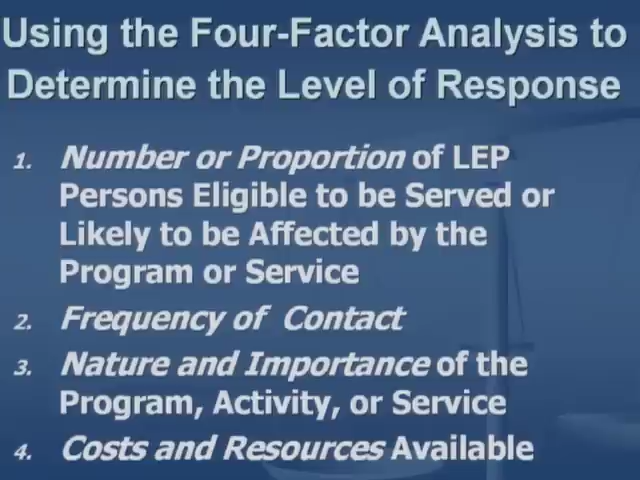 Using the Four-Factor Analysis to
Determine the Level of Response
1. Number or Proportion of LEP
Persons Eligible to be Served or
Likely to be Affected by the
Program or Service
2. Frequency of Contact
3. Nature and Importance of the
Program, Activity, or Service
4. Costs and Resources Available